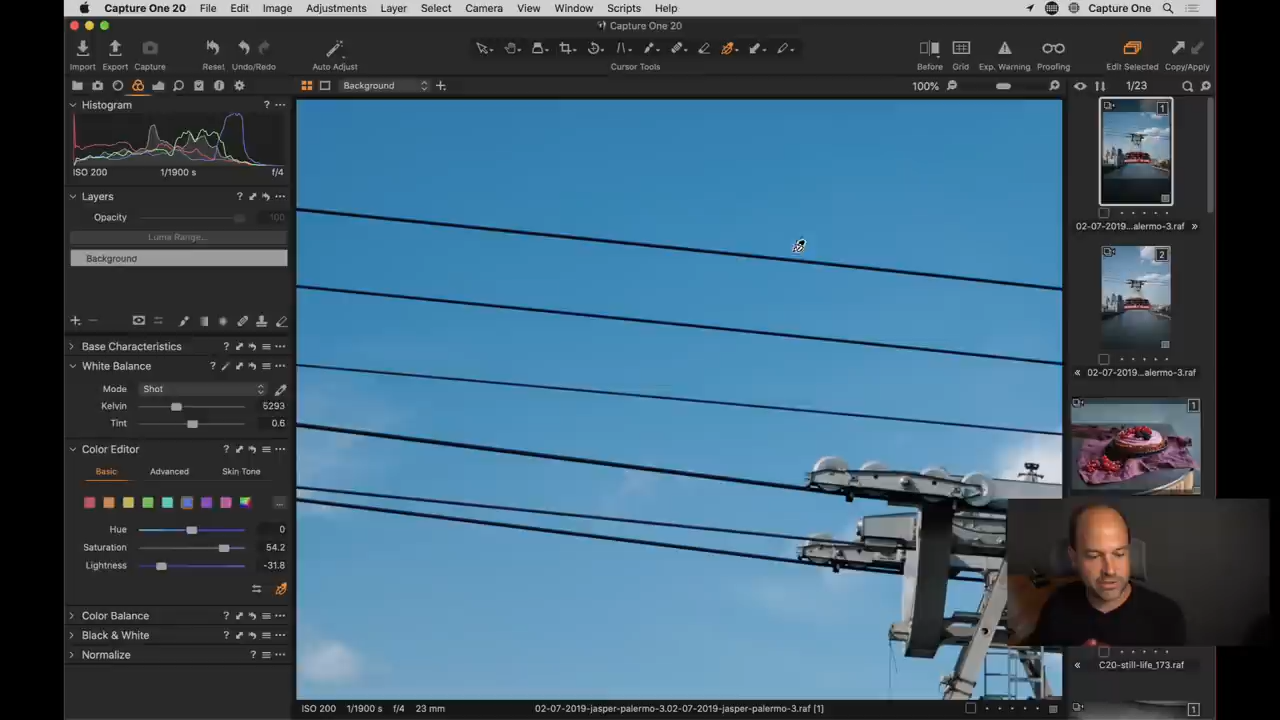 Capture One 20 File Edit Image Adjustments Layer Select Camera View Window Scripts Help Capture One
Capture One 20
Import Export Capture Reset Undo/Redo Auto Adjust Cursor Tools Before Grid Exp. Warning Proofing Edit Selected Copy/Apply
Background 100% 1/23
Histogram ?
ISO 200 1/1900 s f/4
Layers ?
Opacity 100
Luma Range...
Background
Base Characteristics ?
White Balance ?
Mode Shot
Kelvin 5293
Tint 0.6
Color Editor ?
Basic Advanced Skin Tone
...
Hue 0
Saturation 54.2
Lightness -31.8
Color Balance ?
Black & White ?
Normalize ?
1
02-07-2019...alermo-3.raf »
2
« 02-07-2019...alermo-3.raf
1
« C20-still-life_173.raf
1
ISO 200 1/1900 s f/4 23 mm 02-07-2019-jasper-palermo-3.02-07-2019-jasper-palermo-3.raf [1]